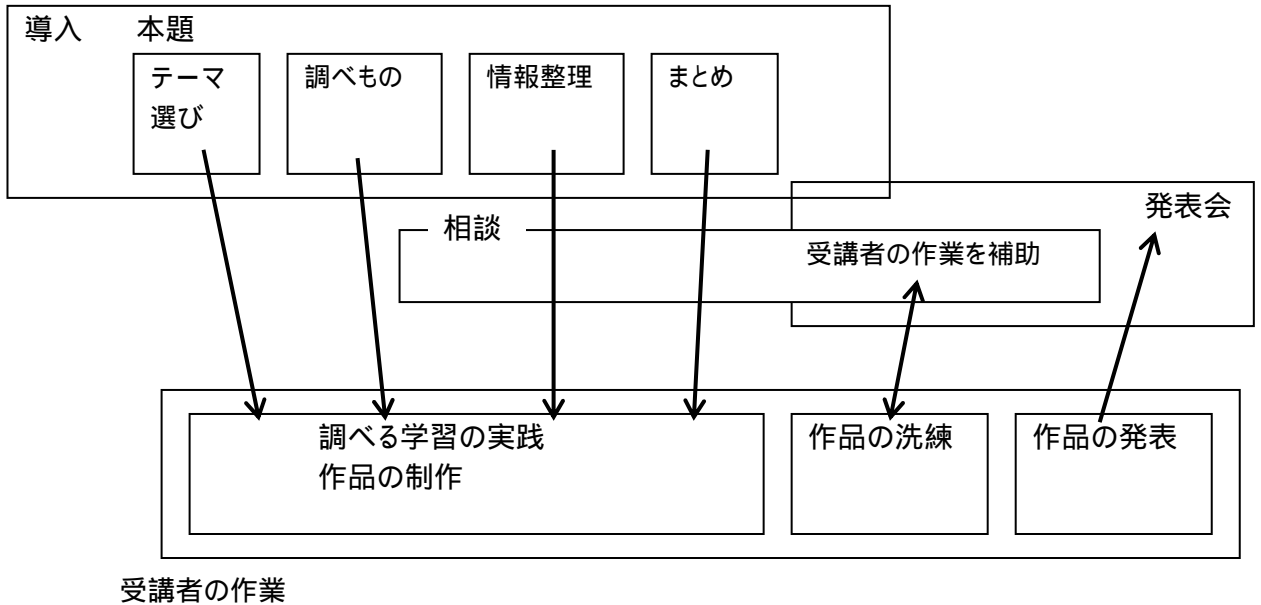 導入 本題
テーマ
選び
調べもの
情報整理
まとめ
発表会
相談
受講者の作業を補助
調べる学習の実践
作品の制作
作品の洗練
作品の発表
受講者の作業